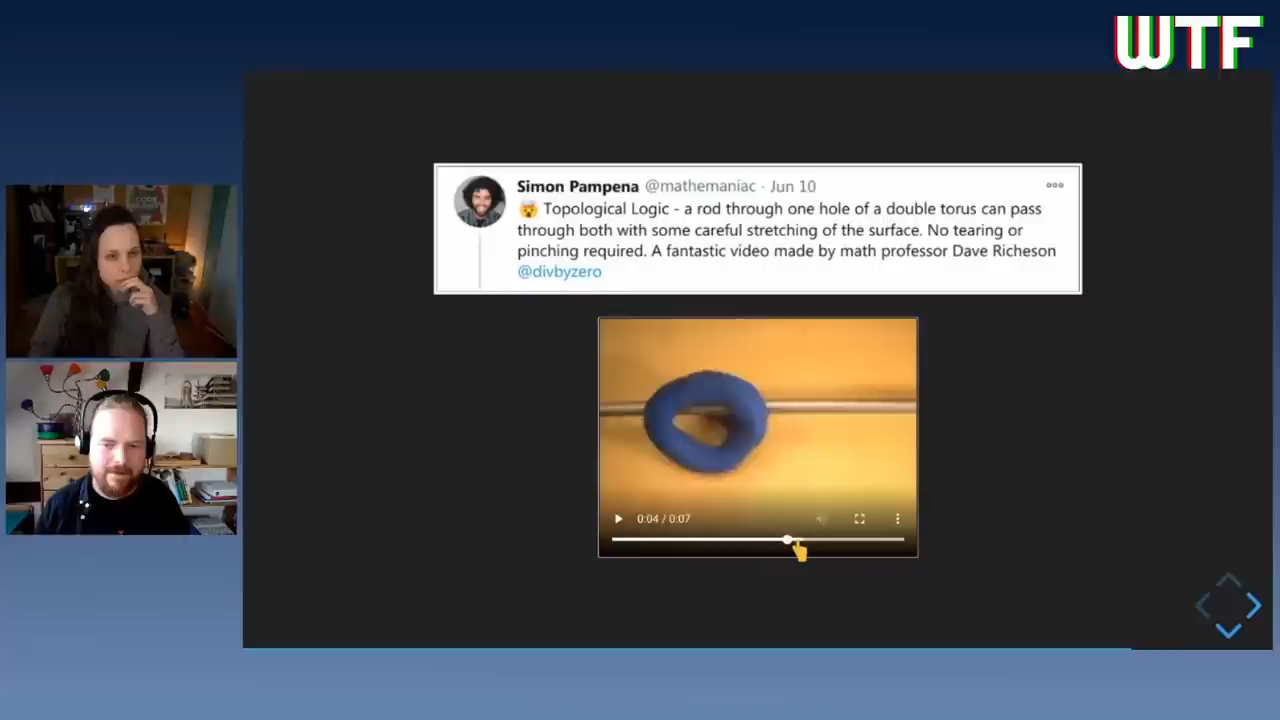 WTF
Simon Pampena @mathemaniac · Jun 10
🤯 Topological Logic - a rod through one hole of a double torus can pass
through both with some careful stretching of the surface. No tearing or
pinching required. A fantastic video made by math professor Dave Richeson
@divbyzero
0:04 / 0:07